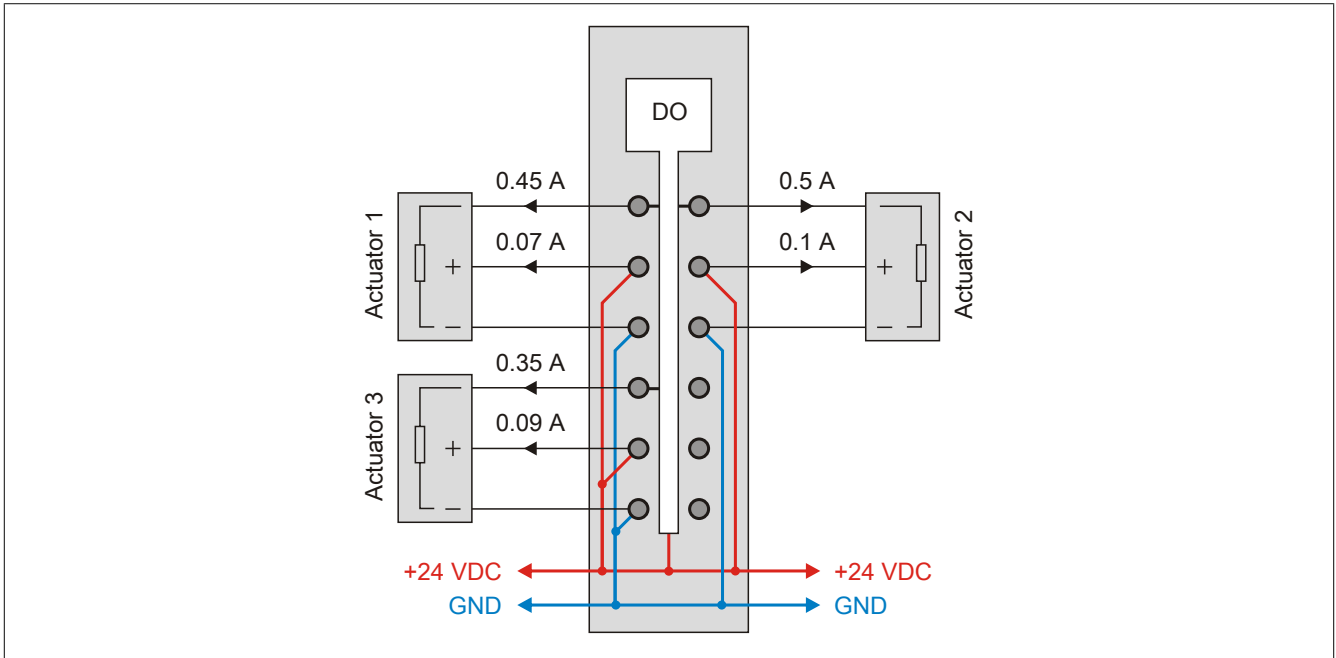 DO
0.45 A
0.5 A
Actuator 1
0.07 A
+
−
0.1 A
+
−
Actuator 2
0.35 A
Actuator 3
0.09 A
+
−
+24 VDC
+24 VDC
GND
GND